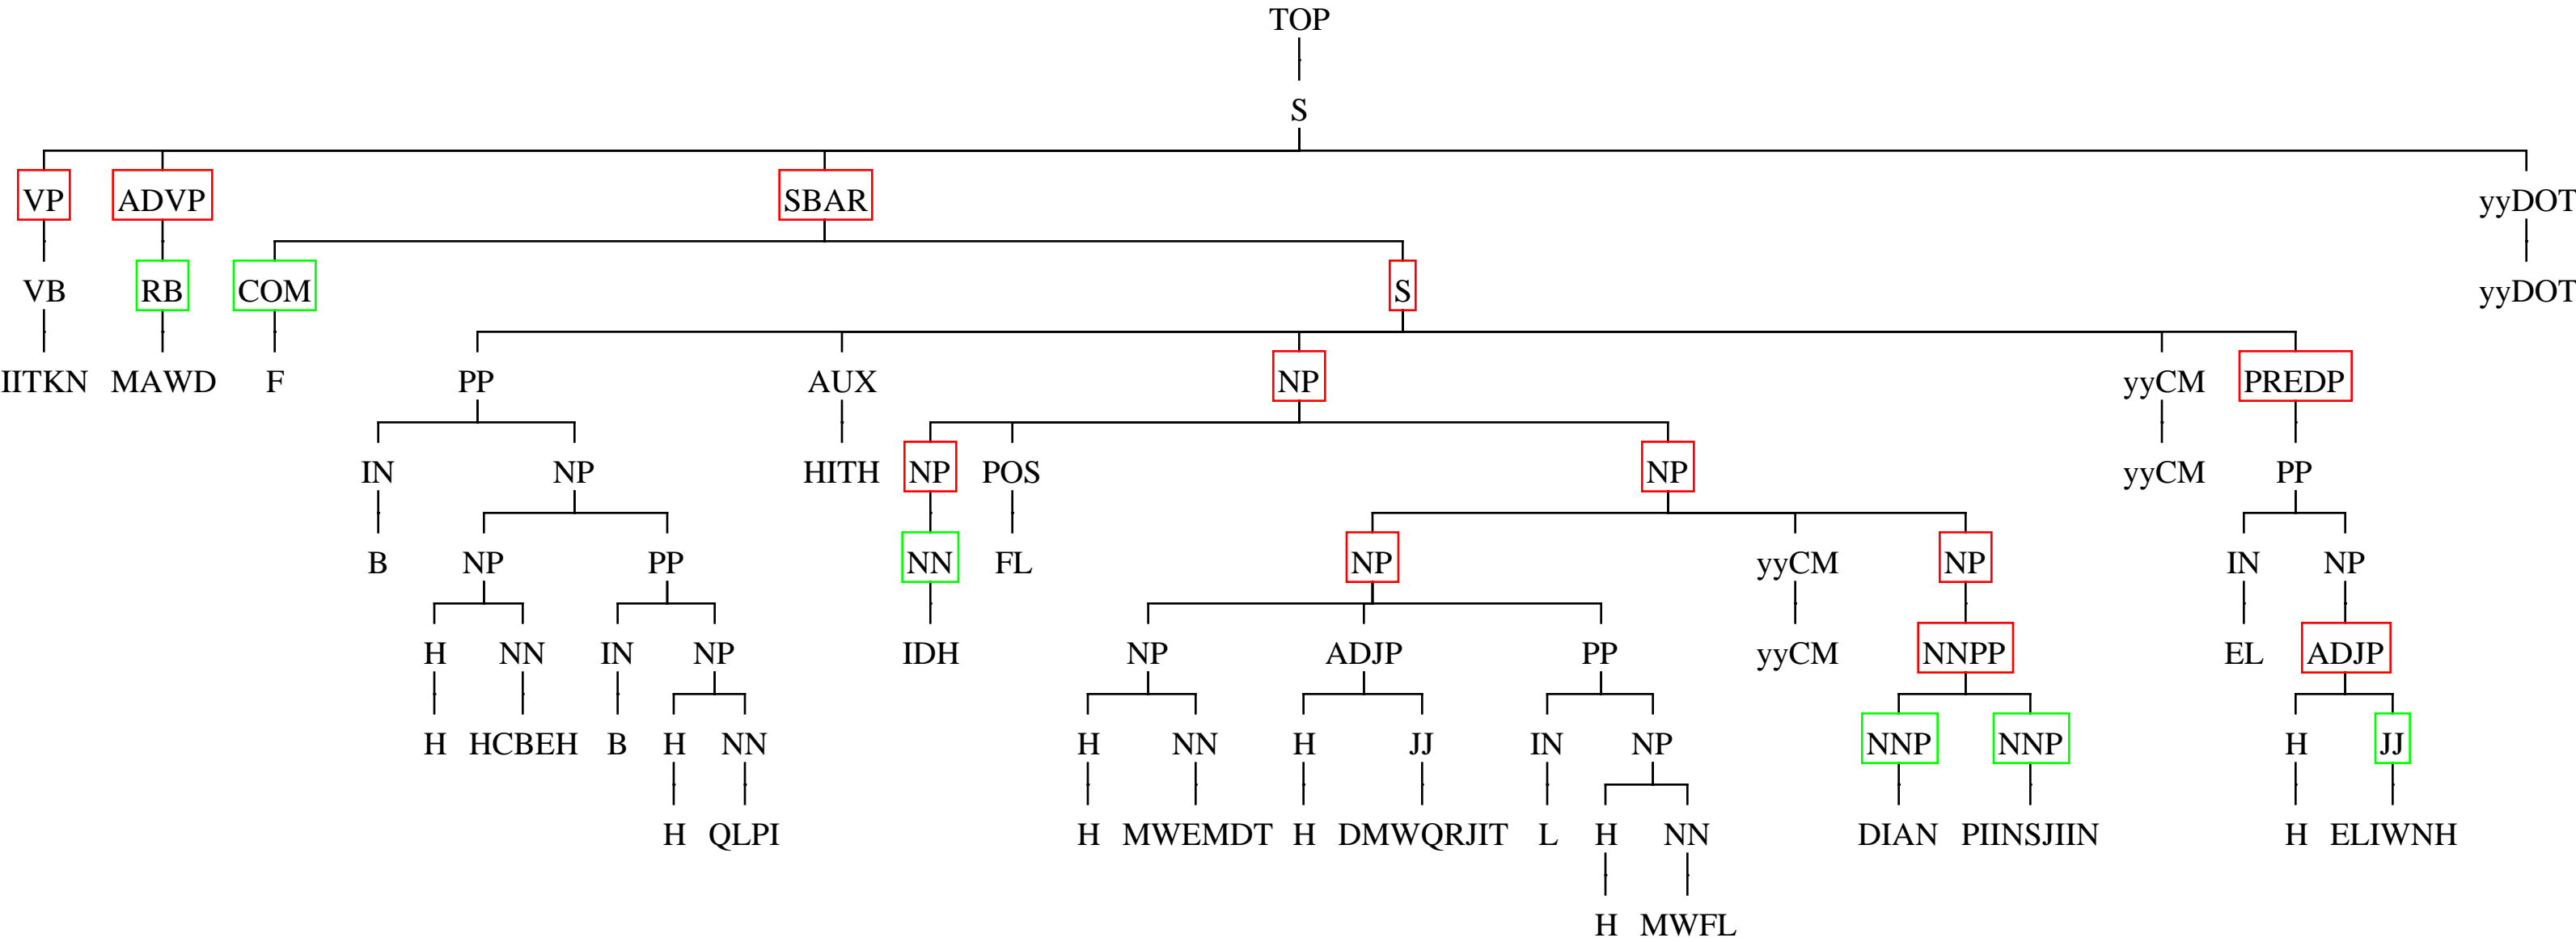 TOP
S
VP ADVP SBAR yyDOT
VB RB COM S yyDOT
IITKN MAWD F PP AUX NP yyCM PREDP
IN NP HITH NP POS NP yyCM PP
B NP PP NN FL NP yyCM NP IN NP
H NN IN NP IDH NP ADJP PP yyCM NNPP EL ADJP
H HCBEH B H NN H NN H JJ IN NP NNP NNP H JJ
H QLPI H MWEMDT H DMWQRJIT L H NN DIAN PIINSJIIN H ELIWNH
H MWFL